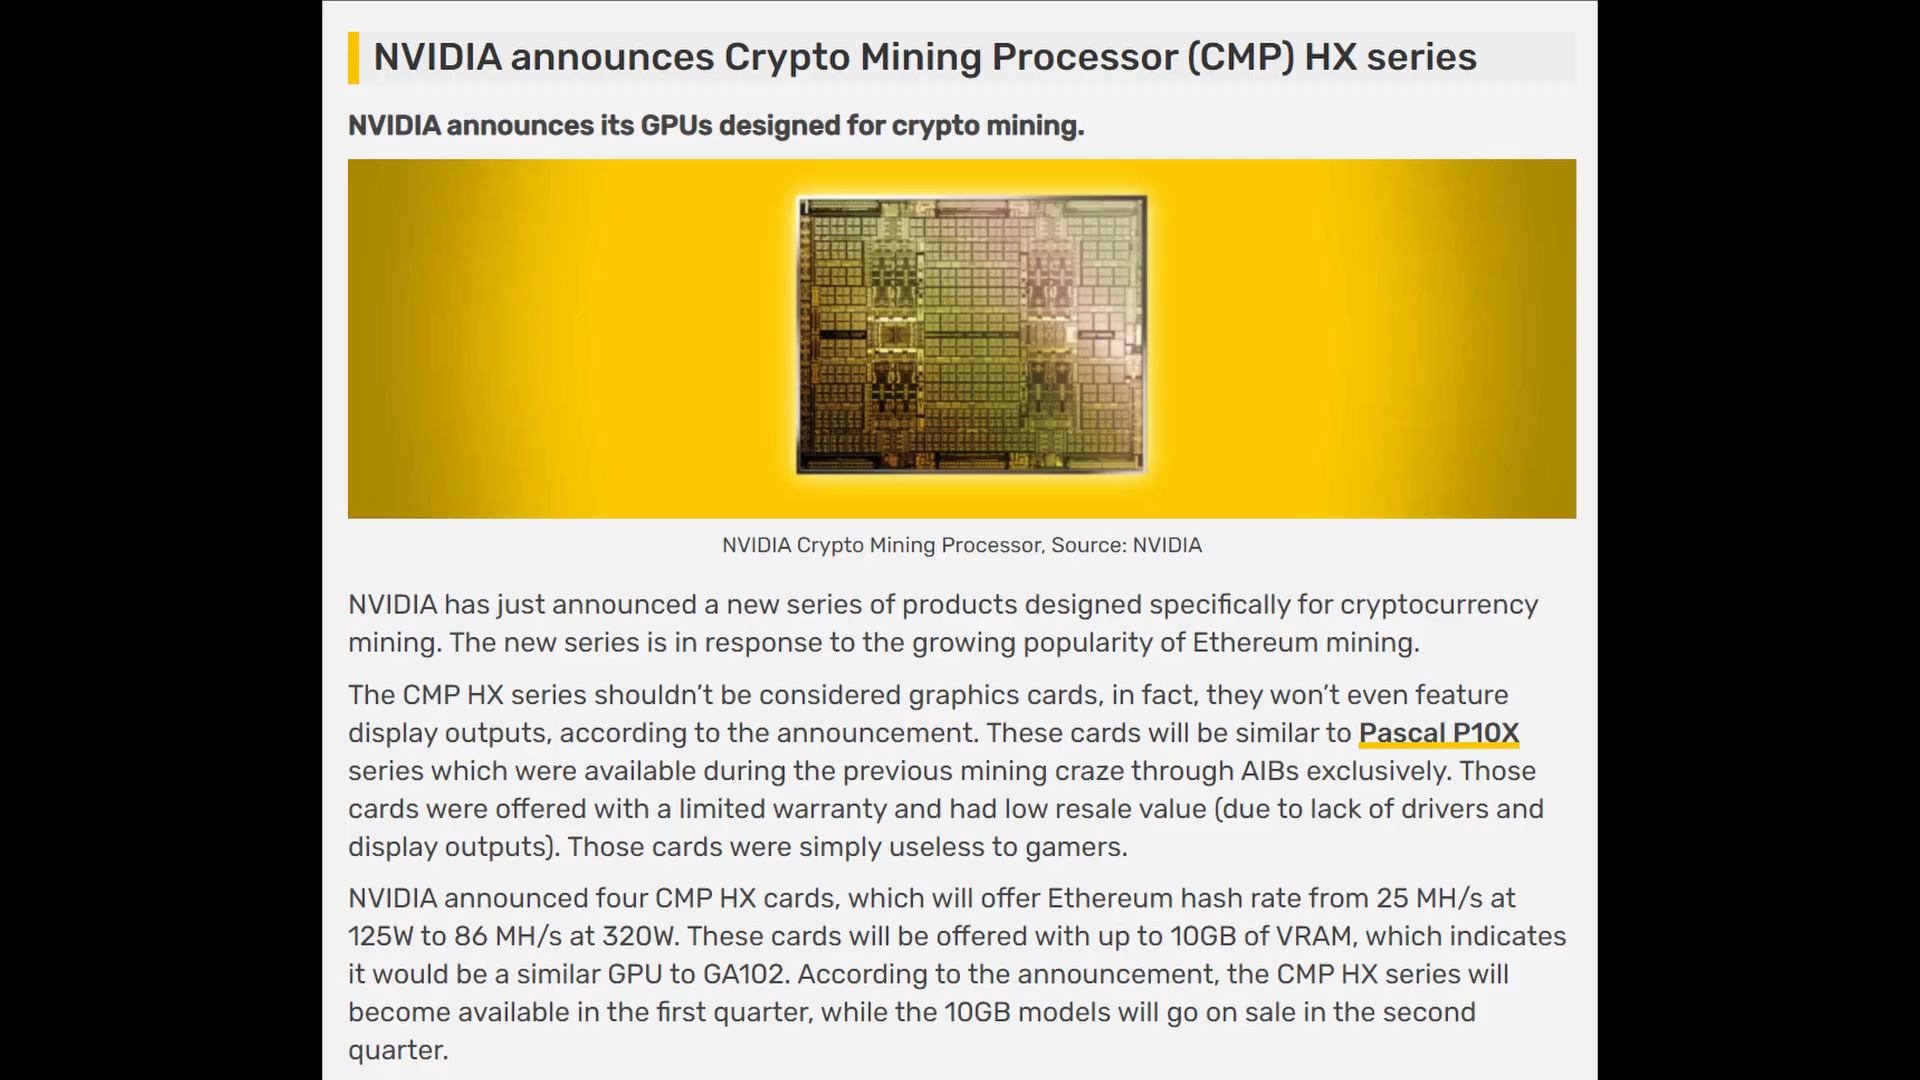 NVIDIA announces Crypto Mining Processor (CMP) HX series
NVIDIA announces its GPUs designed for crypto mining.
NVIDIA Crypto Mining Processor, Source: NVIDIA
NVIDIA has just announced a new series of products designed specifically for cryptocurrency
mining. The new series is in response to the growing popularity of Ethereum mining.
The CMP HX series shouldn't be considered graphics cards, in fact, they won't even feature
display outputs, according to the announcement. These cards will be similar to Pascal P10X
series which were available during the previous mining craze through AIBs exclusively. Those
cards were offered with a limited warranty and had low resale value (due to lack of drivers and
display outputs). Those cards were simply useless to gamers.
NVIDIA announced four CMP HX cards, which will offer Ethereum hash rate from 25 MH/s at
125W to 86 MH/s at 320W. These cards will be offered with up to 10GB of VRAM, which indicates
it would be a similar GPU to GA102. According to the announcement, the CMP HX series will
become available in the first quarter, while the 10GB models will go on sale in the second
quarter.